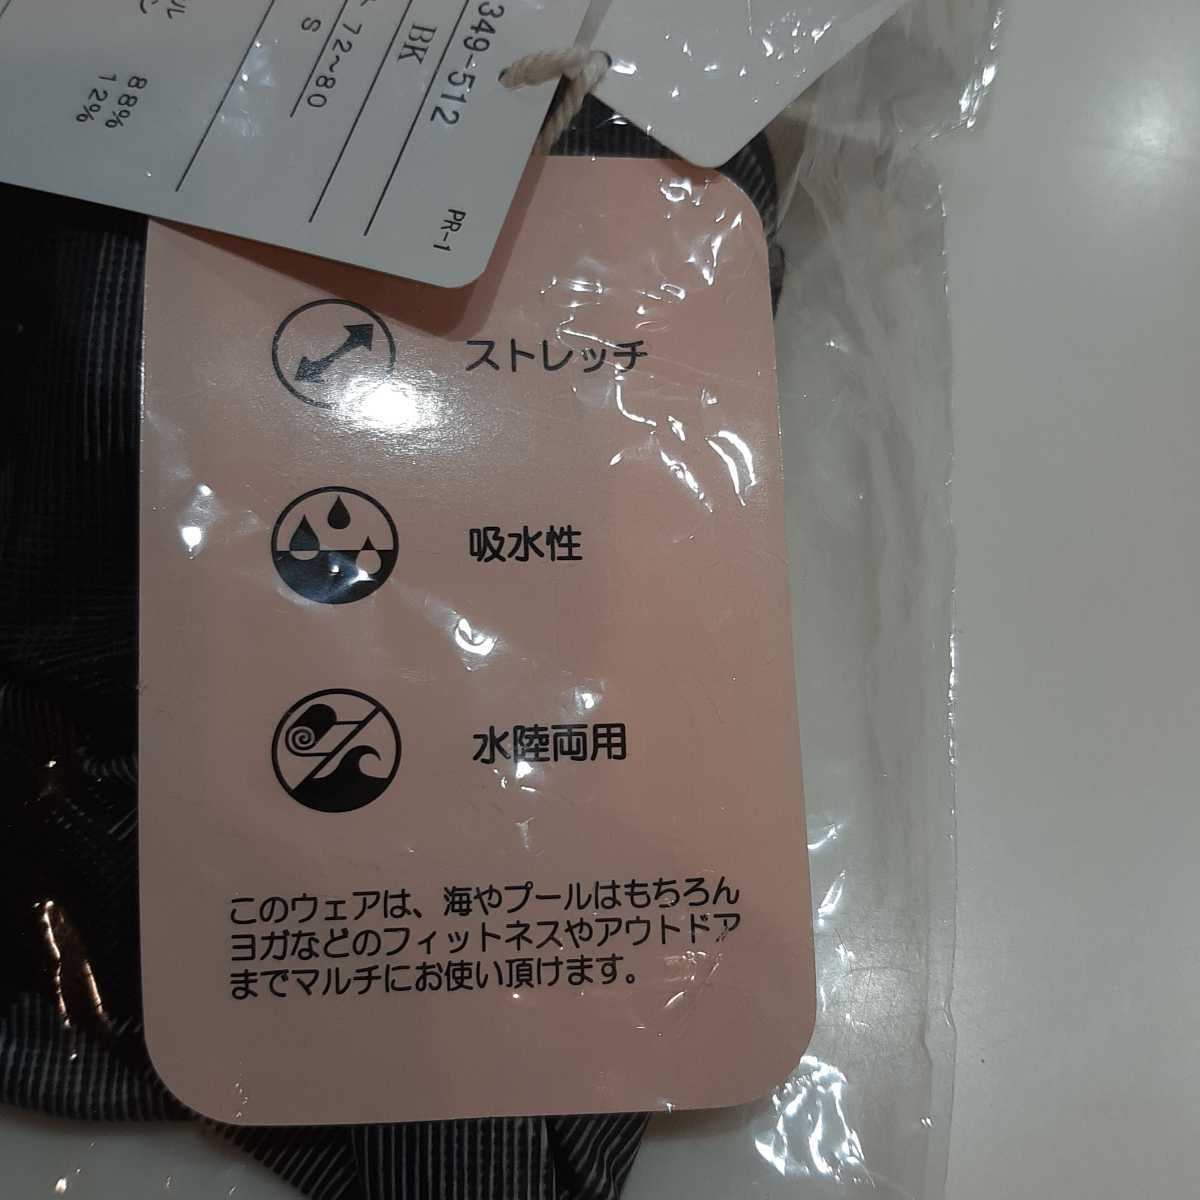 349-512
BK
72~80
S
88%
12%
PR-1
ストレッチ
吸水性
水陸両用
このウェアは、海やプールはもちろん
ヨガなどのフィットネスやアウトドア
までマルチにお使い頂けます。